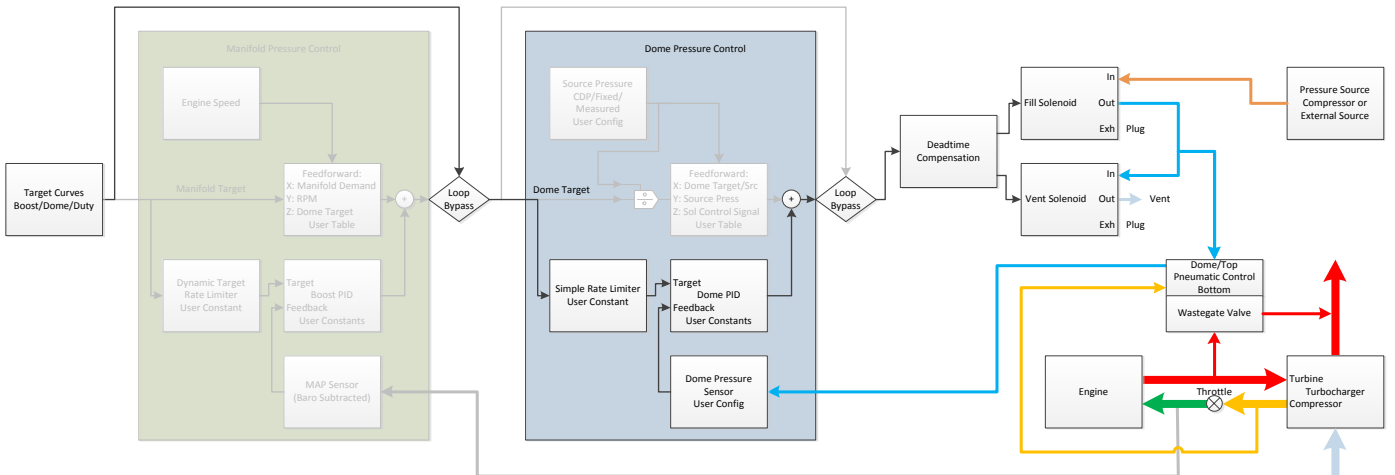 Target Curves
Boost/Dome/Duty
Manifold Pressure Control
Engine Speed
Manifold Target
Feedforward:
X: Manifold Demand
Y: RPM
Z: Dome Target
User Table
+
Dynamic Target
Rate Limiter
User Constant
Target
Boost PID
Feedback
User Constants
MAP Sensor
(Baro Subtracted)
Loop
Bypass
Dome Pressure Control
Source Pressure
CDP/Fixed/
Measured
User Config
Dome Target
÷
Feedforward:
X: Dome Target/Src
Y: Source Press
Z: Sol Control Signal
User Table
+
Simple Rate Limiter
User Constant
Target
Dome PID
Feedback
User Constants
Dome Pressure
Sensor
User Config
Loop
Bypass
Deadtime
Compensation
In
Fill Solenoid
Out
Exh
Plug
In
Vent Solenoid
Out
Vent
Exh
Plug
Pressure Source
Compressor or
External Source
Dome/Top
Pneumatic Control
Bottom
Wastegate Valve
Engine
Throttle
Turbine
Turbocharger
Compressor